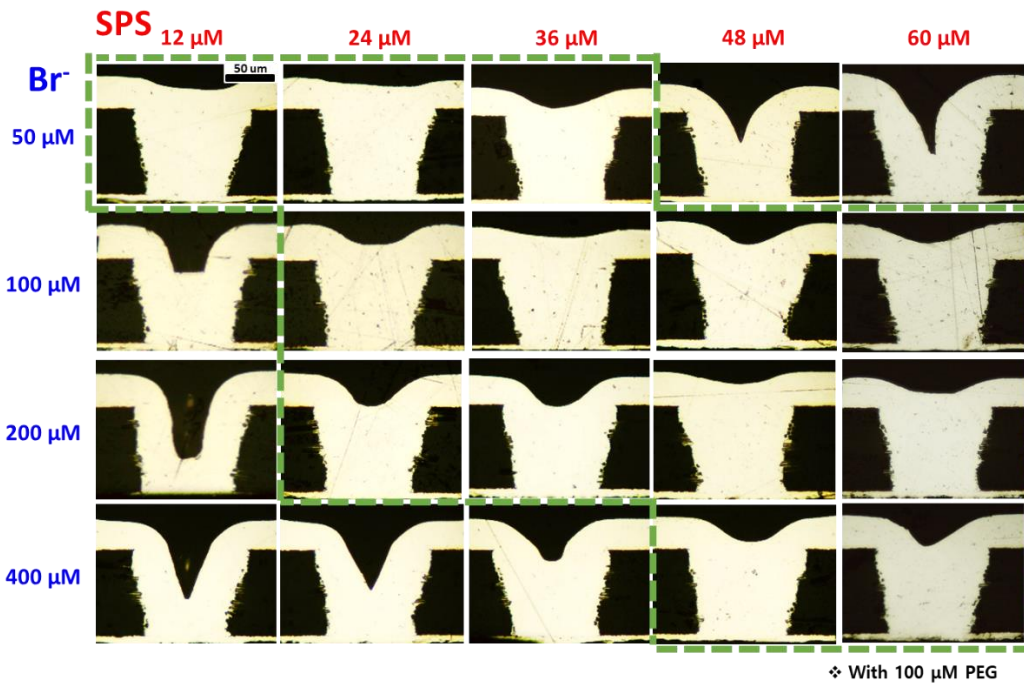 SPS
12 µM 24 µM 36 µM 48 µM 60 µM
50 um
Br⁻
50 µM
100 µM
200 µM
400 µM
❖ With 100 µM PEG